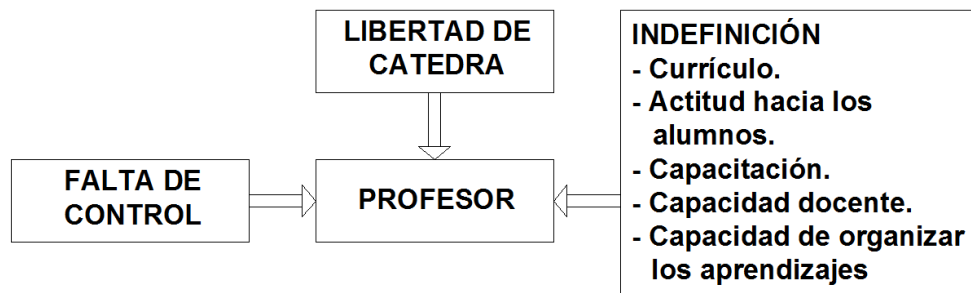 LIBERTAD DE
CATEDRA
FALTA DE
CONTROL
PROFESOR
INDEFINICIÓN
- Currículo.
- Actitud hacia los
alumnos.
- Capacitación.
- Capacidad docente.
- Capacidad de organizar
los aprendizajes